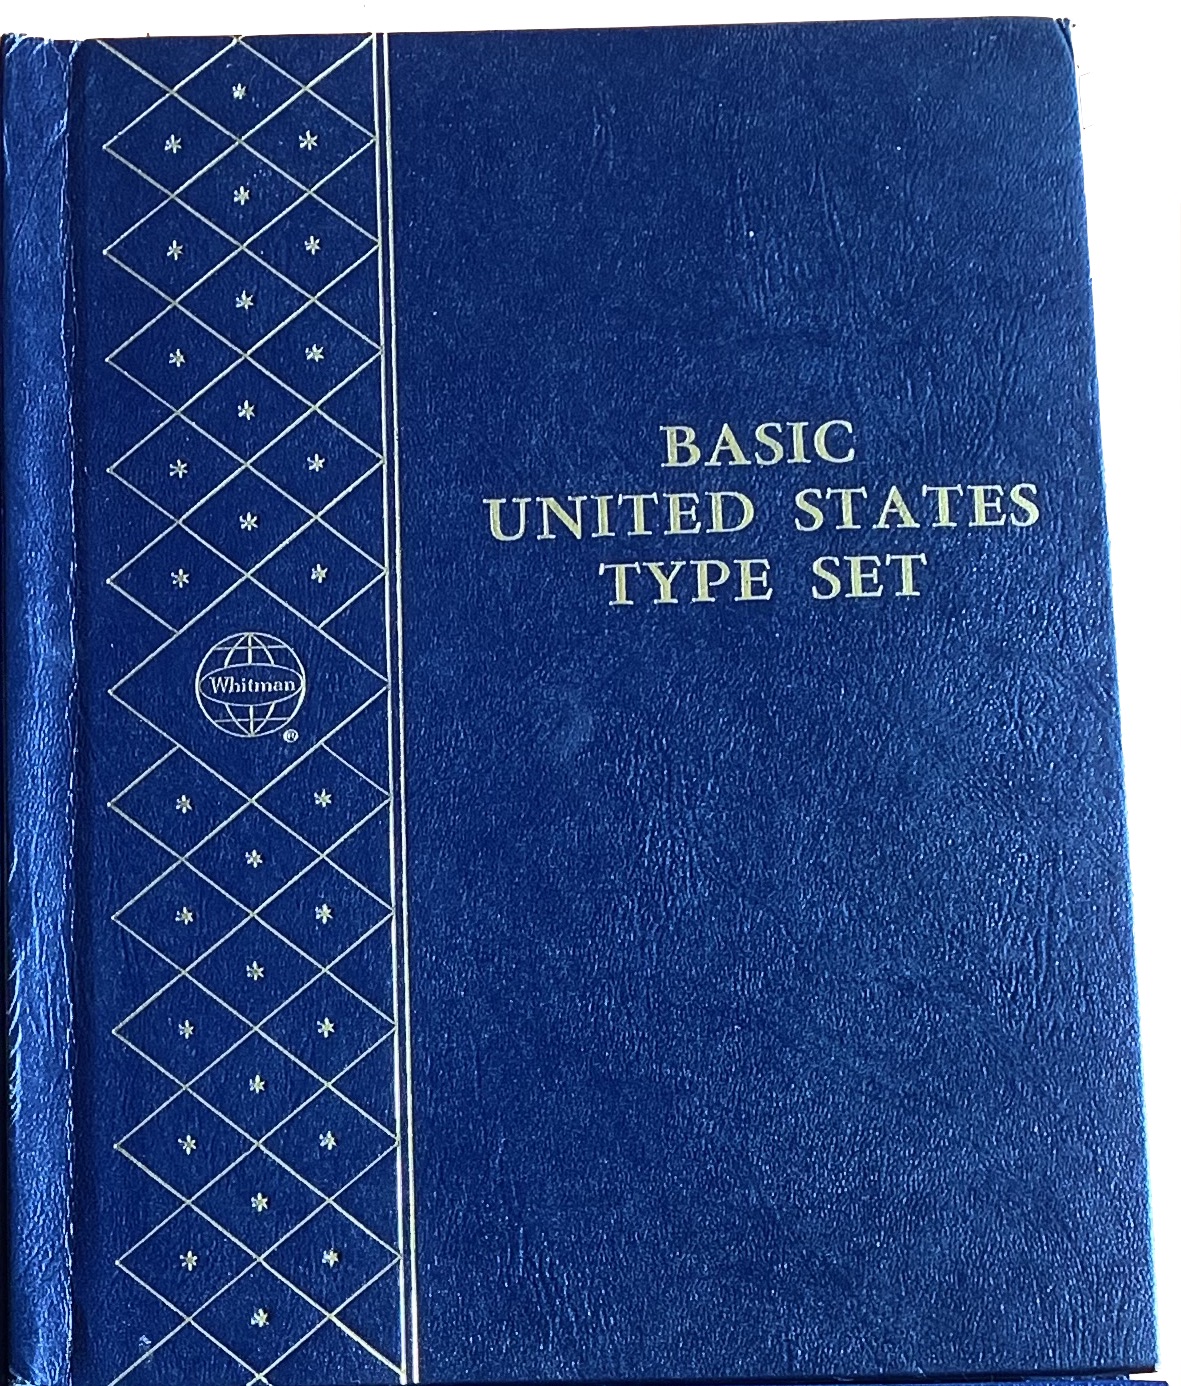 BASIC
UNITED STATES
TYPE SET
Whitman
®